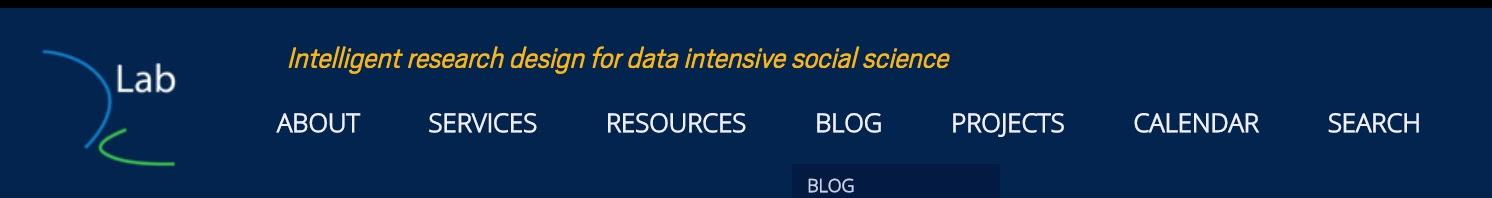 Intelligent research design for data intensive social science
Lab
ABOUT SERVICES RESOURCES BLOG PROJECTS CALENDAR SEARCH
BLOG